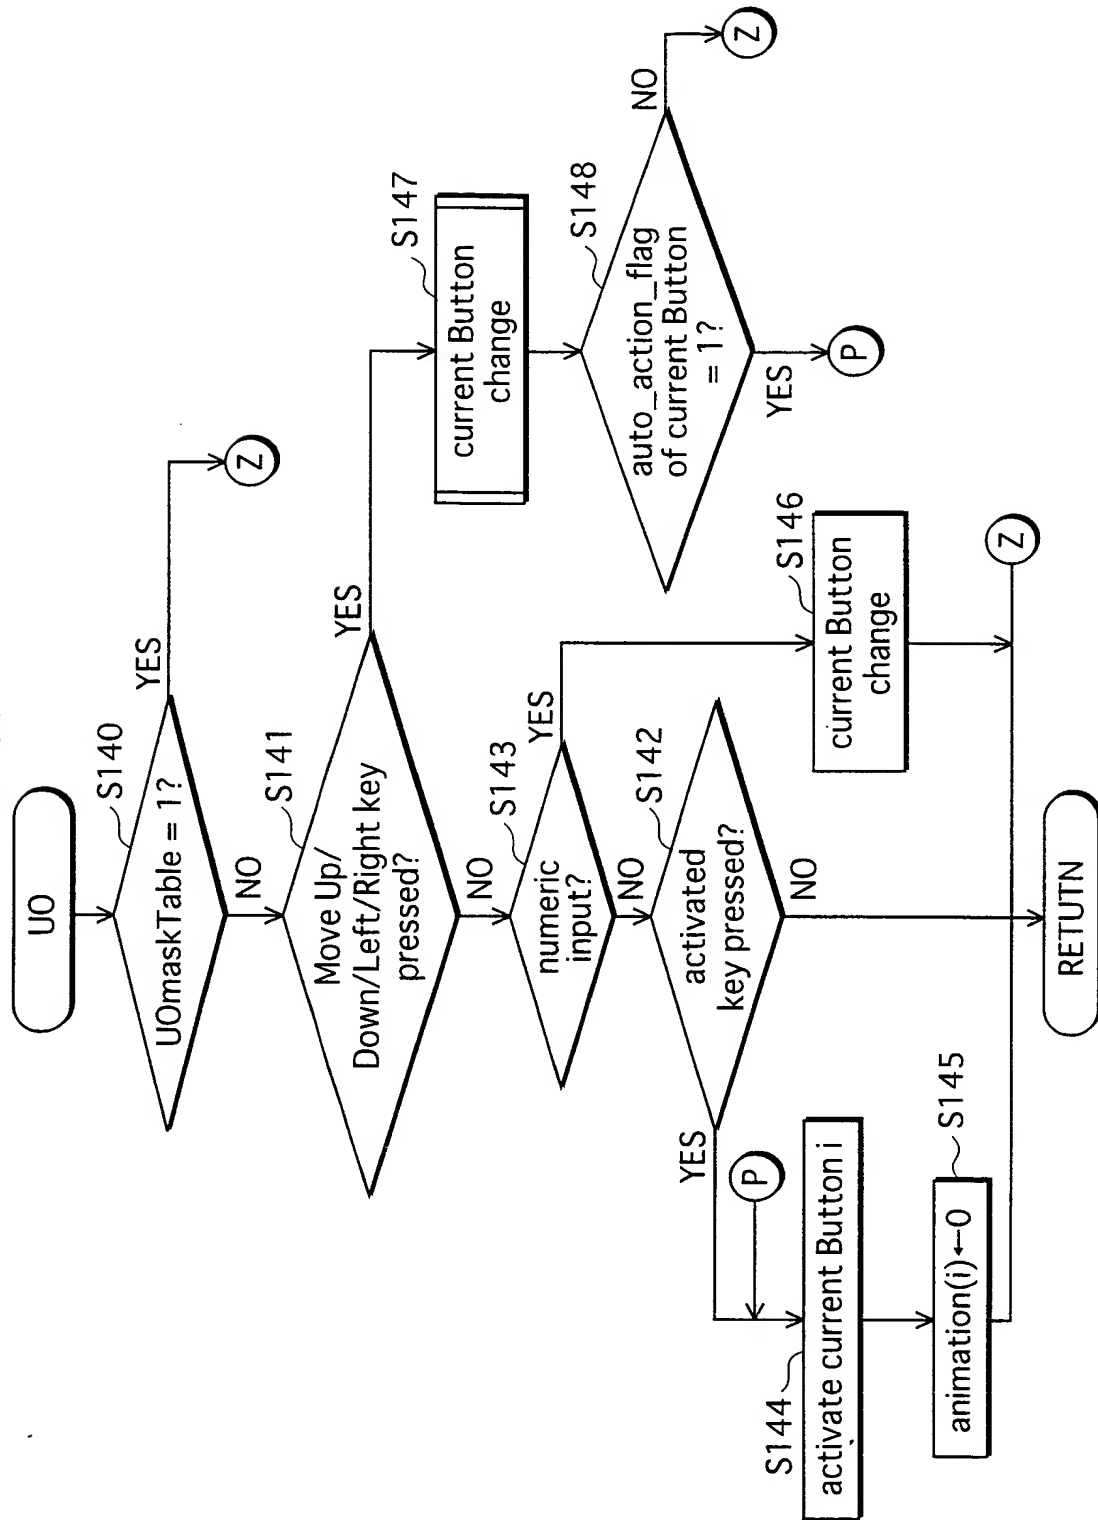 UO
S140
UOmaskTable = 1?
YES
Z
NO
S141
Move Up/
Down/Left/Right key
pressed?
YES
S147
current Button
change
S148
auto_action_flag
of current Button
= 1?
NO
Z
YES
P
NO
S143
numeric
input?
YES
S146
current Button
change
Z
NO
S142
activated
key pressed?
NO
YES
P
S144
activate current Button i
S145
animation(i)←0
RETUTN